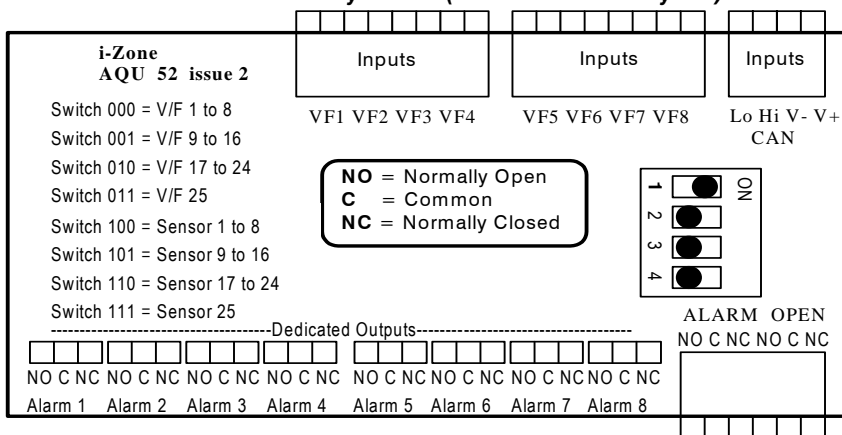 i-Zone
AQU 52 issue 2
Inputs
Inputs
Inputs
VF1 VF2 VF3 VF4
VF5 VF6 VF7 VF8
Lo Hi V- V+
CAN
Switch 000 = V/F 1 to 8
Switch 001 = V/F 9 to 16
Switch 010 = V/F 17 to 24
Switch 011 = V/F 25
Switch 100 = Sensor 1 to 8
Switch 101 = Sensor 9 to 16
Switch 110 = Sensor 17 to 24
Switch 111 = Sensor 25
NO = Normally Open
C = Common
NC = Normally Closed
ON
1
2
3
4
ALARM OPEN
NO C NC NO C NC
Dedicated Outputs
NO C NC NO C NC NO C NC NO C NC NO C NC NO C NC NO C NC NO C NC
Alarm 1 Alarm 2 Alarm 3 Alarm 4 Alarm 5 Alarm 6 Alarm 7 Alarm 8